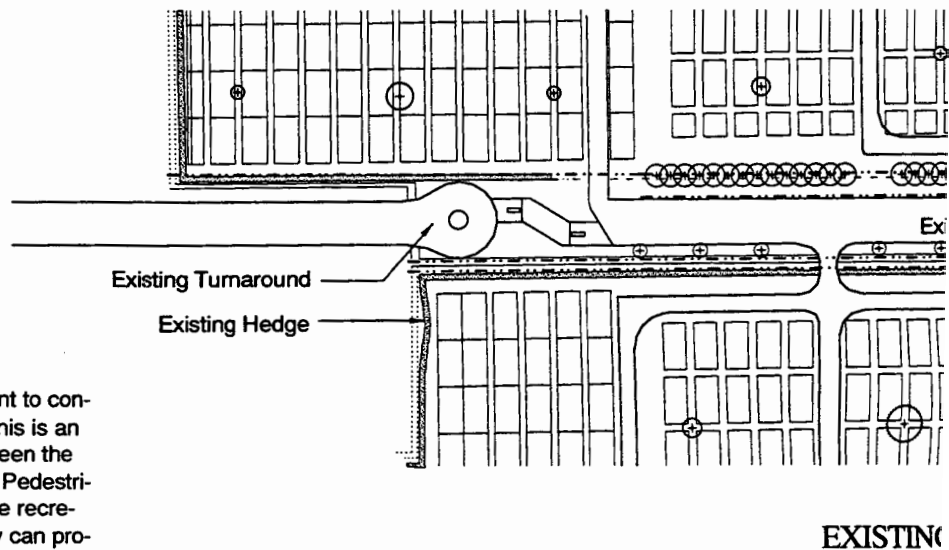 Exi
Existing Turnaround
Existing Hedge
nt to con-
his is an
een the
Pedestri-
e recre-
can pro-
EXISTIN